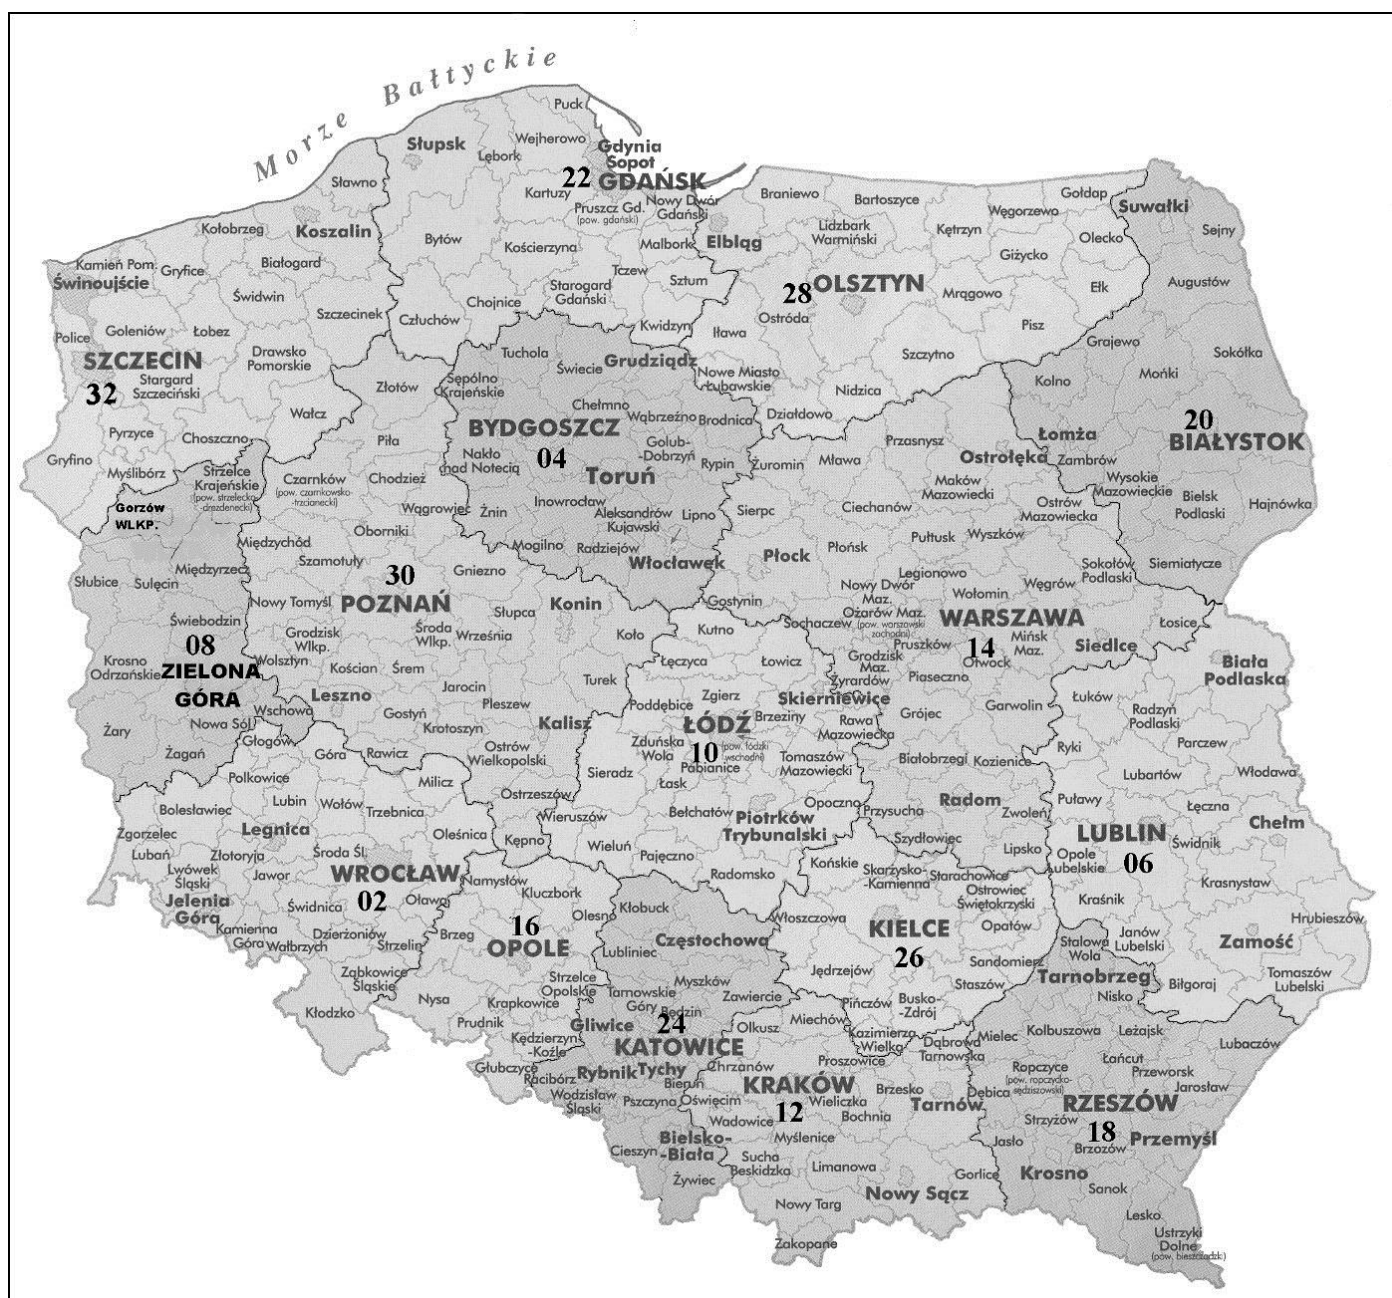 Morze Bałtyckie
Puck
Słupsk
Wejherowo
Lębork
Gdynia
Sopot
22 GDAŃSK
Sławno
Kartuzy
Pruszcz Gd.
(pow. gdański)
Nowy Dwór
Gdański
Kołobrzeg
Koszalin
Bytów
Kościerzyna
Malbork
Elbląg
Braniewo
Bartoszyce
Gołdap
Węgorzewo
Suwałki
Lidzbark
Warmiński
Kętrzyn
Olecko
Sejny
Giżycko
Kamień Pom.
Świnoujście
Gryfice
Białogard
Świdwin
Tczew
Sztum
Starogard
Gdański
28 OLSZTYN
Mrągowo
Ełk
Augustów
Chojnice
Człuchów
Szczecinek
Kwidzyn
Ostróda
Iława
Pisz
Police
Goleniów
Łobez
Drawsko
Pomorskie
SZCZECIN
32
Stargard
Szczeciński
Tuchola
Świecie
Grudziądz
Szczytno
Grajewo
Sokółka
Złotów
Sępólno
Krajeńskie
Nowe Miasto
Lubawskie
Nidzica
Kolno
Mońki
Wałcz
Chełmno
Wąbrzeźno
Brodnica
Działdowo
BYDGOSZCZ
04
20
BIAŁYSTOK
Pyrzyce
Choszczno
Piła
Nakło
nad Notecią
Toruń
Golub-
-Dobrzyń
Rypin
Żuromin
Mława
Przasnysz
Ostrołęka
Łomża
Zambrów
Gryfino
Myślibórz
Strzelce
Krajeńskie
(pow. strzelecko-
-drezdenecki)
Czarnków
(pow. czarnkowsko-
-trzcianecki)
Chodzież
Maków
Mazowiecki
Wysokie
Mazowieckie
Bielsk
Podlaski
Hajnówka
Gorzów
WLKP.
Wągrowiec
Żnin
Inowrocław
Aleksandrów
Kujawski
Lipno
Sierpc
Ciechanów
Ostrów
Mazowiecka
Oborniki
Międzychód
Mogilno
Radziejów
Włocławek
Płock
Płońsk
Pułtusk
Wyszków
Siemiatycze
Słubice
Sulęcin
Międzyrzecz
Szamotuły
30
POZNAŃ
Gniezno
Legionowo
Sokołów
Podlaski
Węgrów
Nowy Dwór
Maz.
Wołomin
Nowy Tomyśl
Słupca
Konin
Gostynin
Sochaczew
Ożarów Maz.
(pow. warszawski
zachodni)
WARSZAWA
14
Świebodzin
Grodzisk
Wlkp.
Środa
Wlkp.
Września
Koło
Kutno
Pruszków
Mińsk
Maz.
Siedlce
Łosice
08
ZIELONA
GÓRA
Krosno
Odrzańskie
Wolsztyn
Kościan
Śrem
Łęczyca
Łowicz
Grodzisk
Maz.
Otwock
Żyrardów
Piaseczno
Biała
Podlaska
Leszno
Jarocin
Turek
Zgierz
Skierniewice
Łuków
Radzyń
Podlaski
Wschowa
Gostyń
Pleszew
Krotoszyn
Kalisz
Poddębice
ŁÓDŹ
10
(pow. łódzki
wschodni)
Brzeziny
Rawa
Mazowiecka
Grójec
Garwolin
Żary
Nowa Sól
Żagań
Głogów
Góra
Rawicz
Ostrów
Wielkopolski
Zduńska
Wola
Pabianice
Tomaszów
Mazowiecki
Białobrzegi
Kozienice
Ryki
Parczew
Polkowice
Milicz
Sieradz
Łask
Lubartów
Włodawa
Bolesławiec
Lubin
Wołów
Trzebnica
Ostrzeszów
Wieruszów
Bełchatów
Piotrków
Trybunalski
Opoczno
Przysucha
Radom
Zwoleń
Puławy
Łęczna
Chełm
Zgorzelec
Legnica
Oleśnica
Kępno
Szydłowiec
LUBLIN
06
Świdnik
Lubań
Złotoryja
Środa Śl.
WROCŁAW
02
Wieluń
Pajęczno
Lipsko
Opole
Lubelskie
Lwówek
Śląski
Jawor
Namysłów
Kluczbork
Radomsko
Końskie
Skarżysko-
-Kamienna
Starachowice
Ostrowiec
Świętokrzyski
Krasnystaw
Jelenia
Góra
Świdnica
Oława
Olesno
Kłobuck
Włoszczowa
KIELCE
26
Opatów
Kraśnik
Hrubieszów
Kamienna
Góra
Wałbrzych
Dzierżoniów
Strzelin
Brzeg
16
OPOLE
Lubliniec
Częstochowa
Stalowa
Wola
Janów
Lubelski
Zamość
Ząbkowice
Śląskie
Strzelce
Opolskie
Myszków
Jędrzejów
Sandomierz
Staszów
Tarnobrzeg
Nisko
Biłgoraj
Tomaszów
Lubelski
Kłodzko
Nysa
Krapkowice
Tarnowskie
Góry
Będzin
Zawiercie
Pińczów
Busko-
-Zdrój
Prudnik
Gliwice
24
KATOWICE
Olkusz
Miechów
Kazimierza
Wielka
Dąbrowa
Tarnowska
Mielec
Kolbuszowa
Leżajsk
Lubaczów
Kędzierzyn
-Koźle
Głubczyce
Racibórz
Rybnik
Tychy
Chrzanów
Proszowice
Ropczyce
(pow. ropczycko-
-sędziszowski)
Łańcut
Przeworsk
Bieruń
KRAKÓW
12
Brzesko
Jarosław
Wodzisław
Śląski
Pszczyna
Oświęcim
Wieliczka
Bochnia
Tarnów
Dębica
RZESZÓW
18
Wadowice
Strzyżów
Cieszyn
Bielsko-
-Biała
Myślenice
Jasło
Brzozów
Przemyśl
Żywiec
Sucha
Beskidzka
Limanowa
Gorlice
Krosno
Nowy Targ
Nowy Sącz
Sanok
Lesko
Zakopane
Ustrzyki
Dolne
(pow. bieszczadzki)